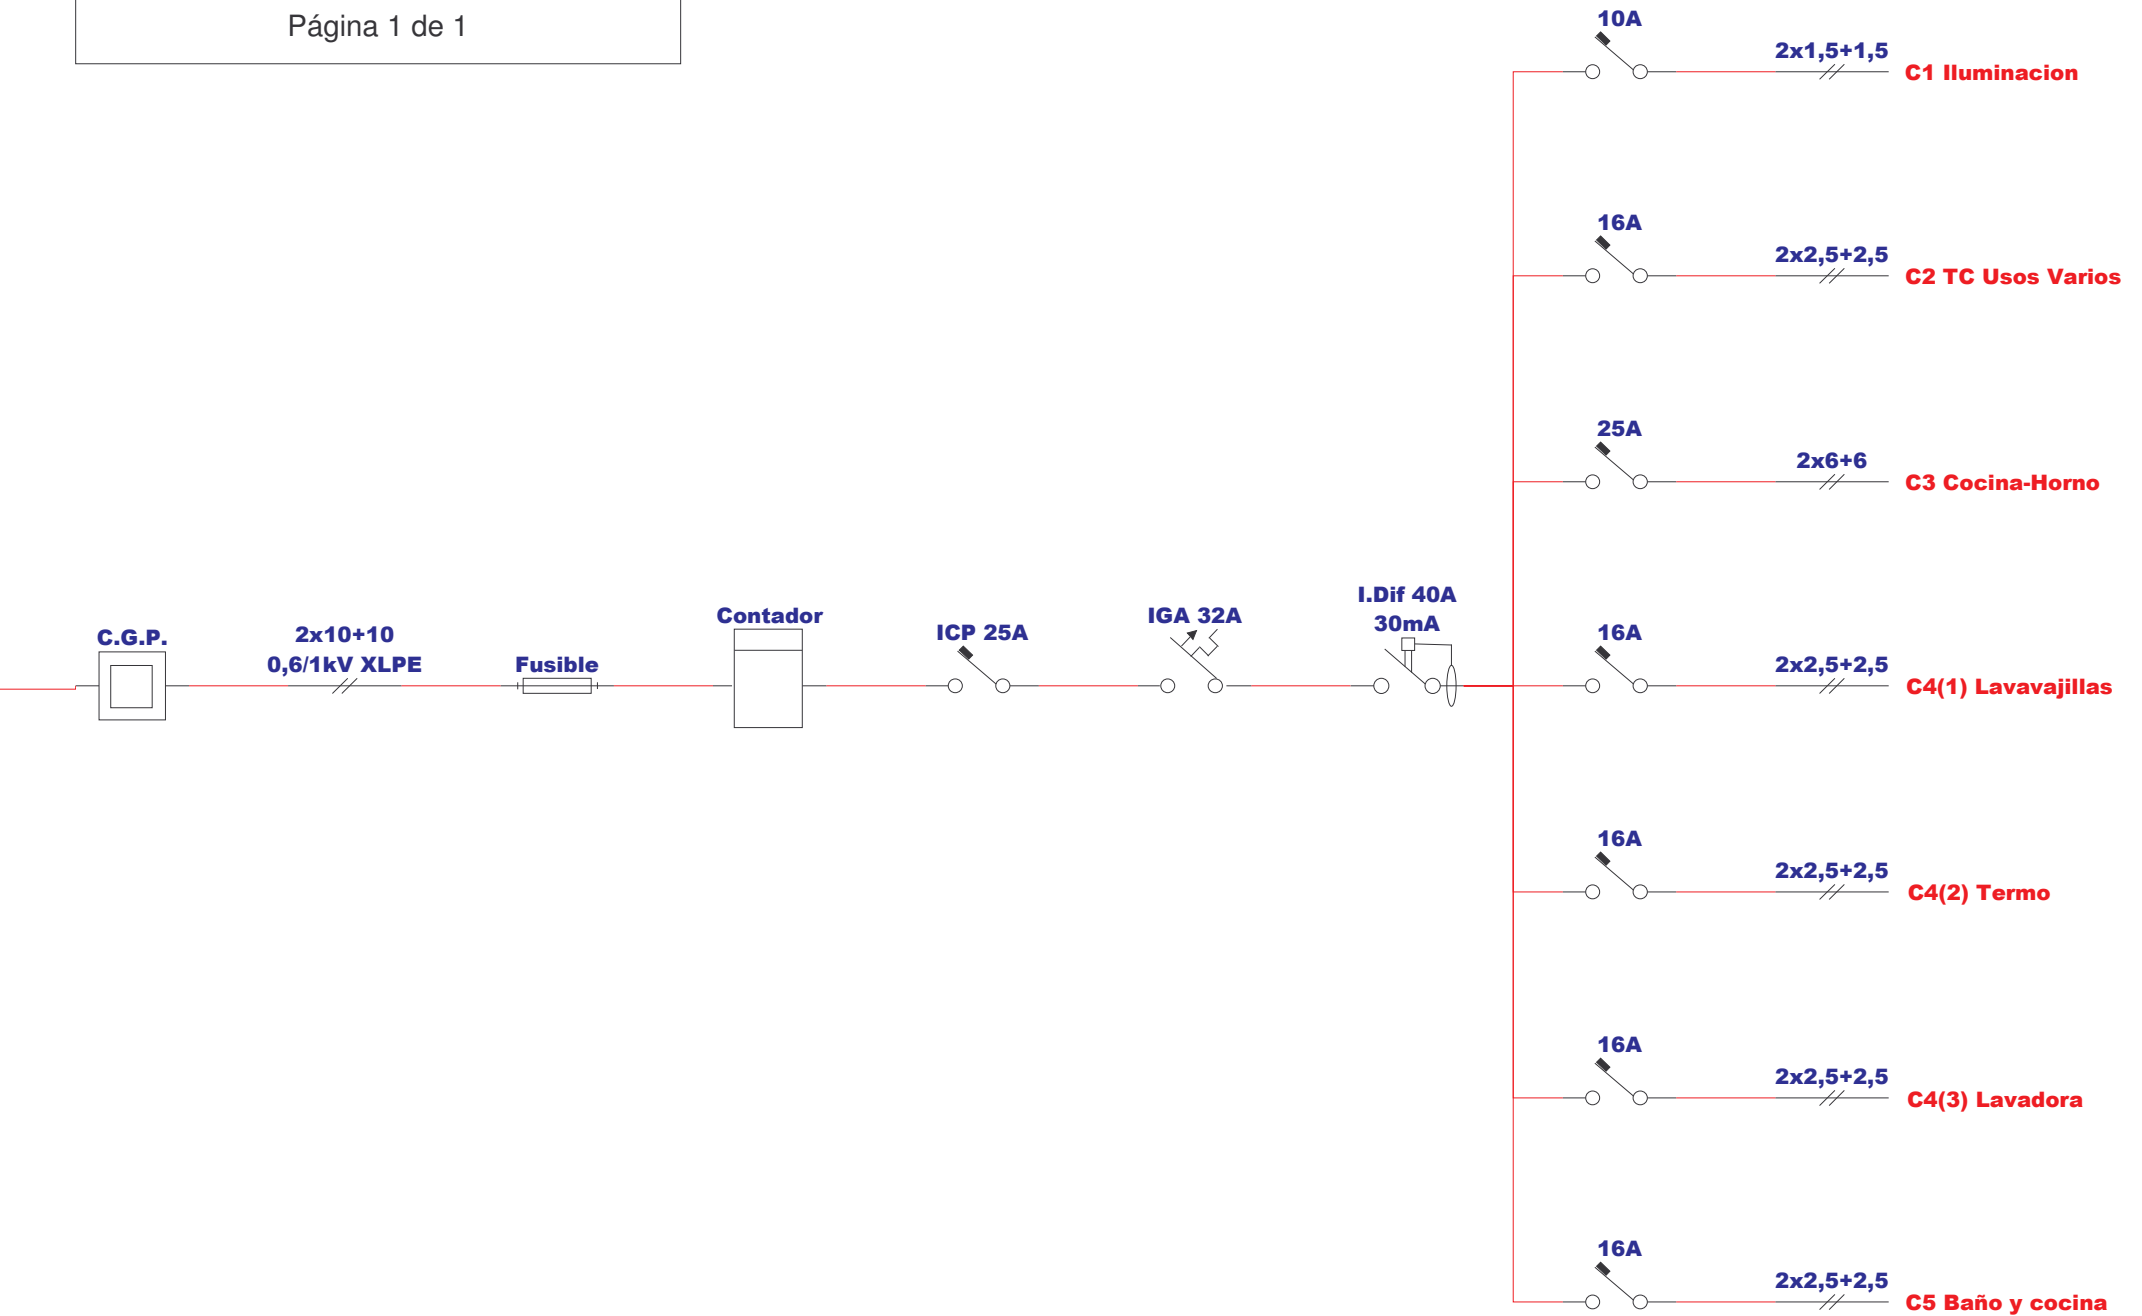 Página 1 de 1
10A
2x1,5+1,5
C1 Iluminacion
16A
2x2,5+2,5
C2 TC Usos Varios
25A
2x6+6
C3 Cocina-Horno
C.G.P.
2x10+10
0,6/1kV XLPE
Fusible
Contador
ICP 25A
IGA 32A
I.Dif 40A
30mA
16A
2x2,5+2,5
C4(1) Lavavajillas
16A
2x2,5+2,5
C4(2) Termo
16A
2x2,5+2,5
C4(3) Lavadora
16A
2x2,5+2,5
C5 Baño y cocina